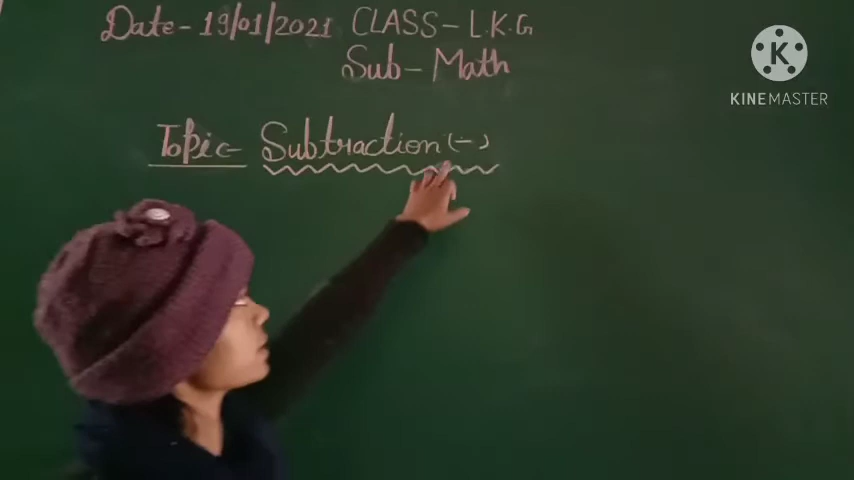 Date- 19/01/2021 CLASS- L.K.G
Sub- Math
Topic- Subtraction (-)
K
KINEMASTER